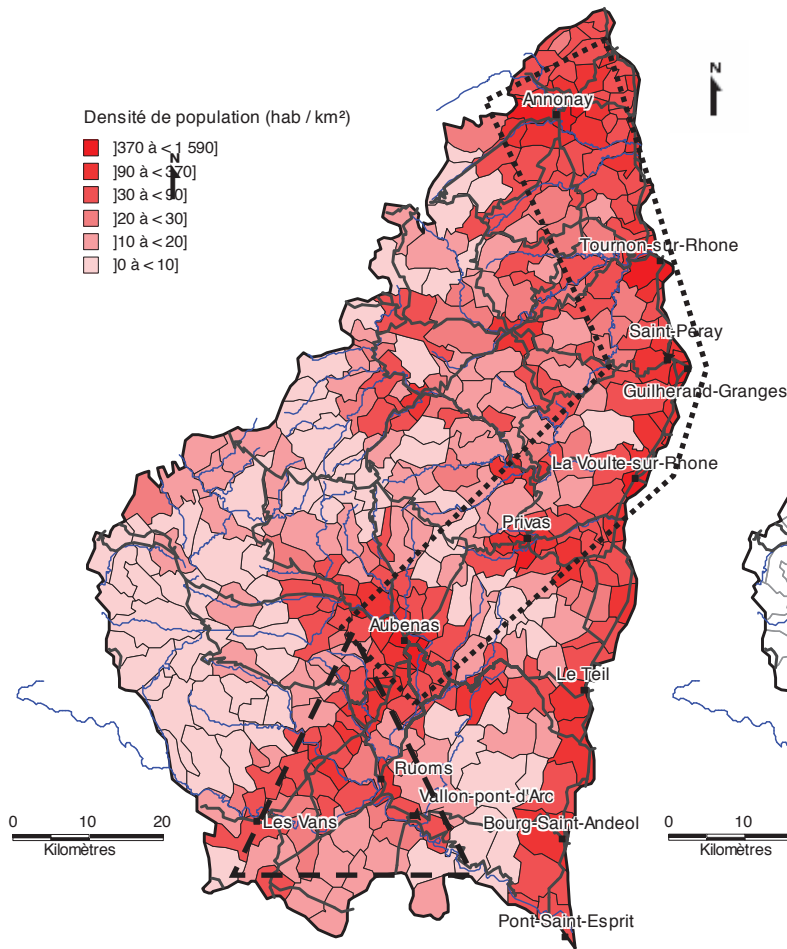 N
Densité de population (hab / km²)
]370 à < 1 590]
]90 à < 370]
N
]30 à < 90]
]20 à < 30]
]10 à < 20]
]0 à < 10]
Annonay
Tournon-sur-Rhone
Saint-Peray
Guilherand-Granges
La Voulte-sur-Rhone
Privas
Aubenas
Le Teil
Ruoms
Vallon-pont-d'Arc
Les Vans
Bourg-Saint-Andeol
Pont-Saint-Esprit
0 10 20
Kilomètres
0 10
Kilomètres